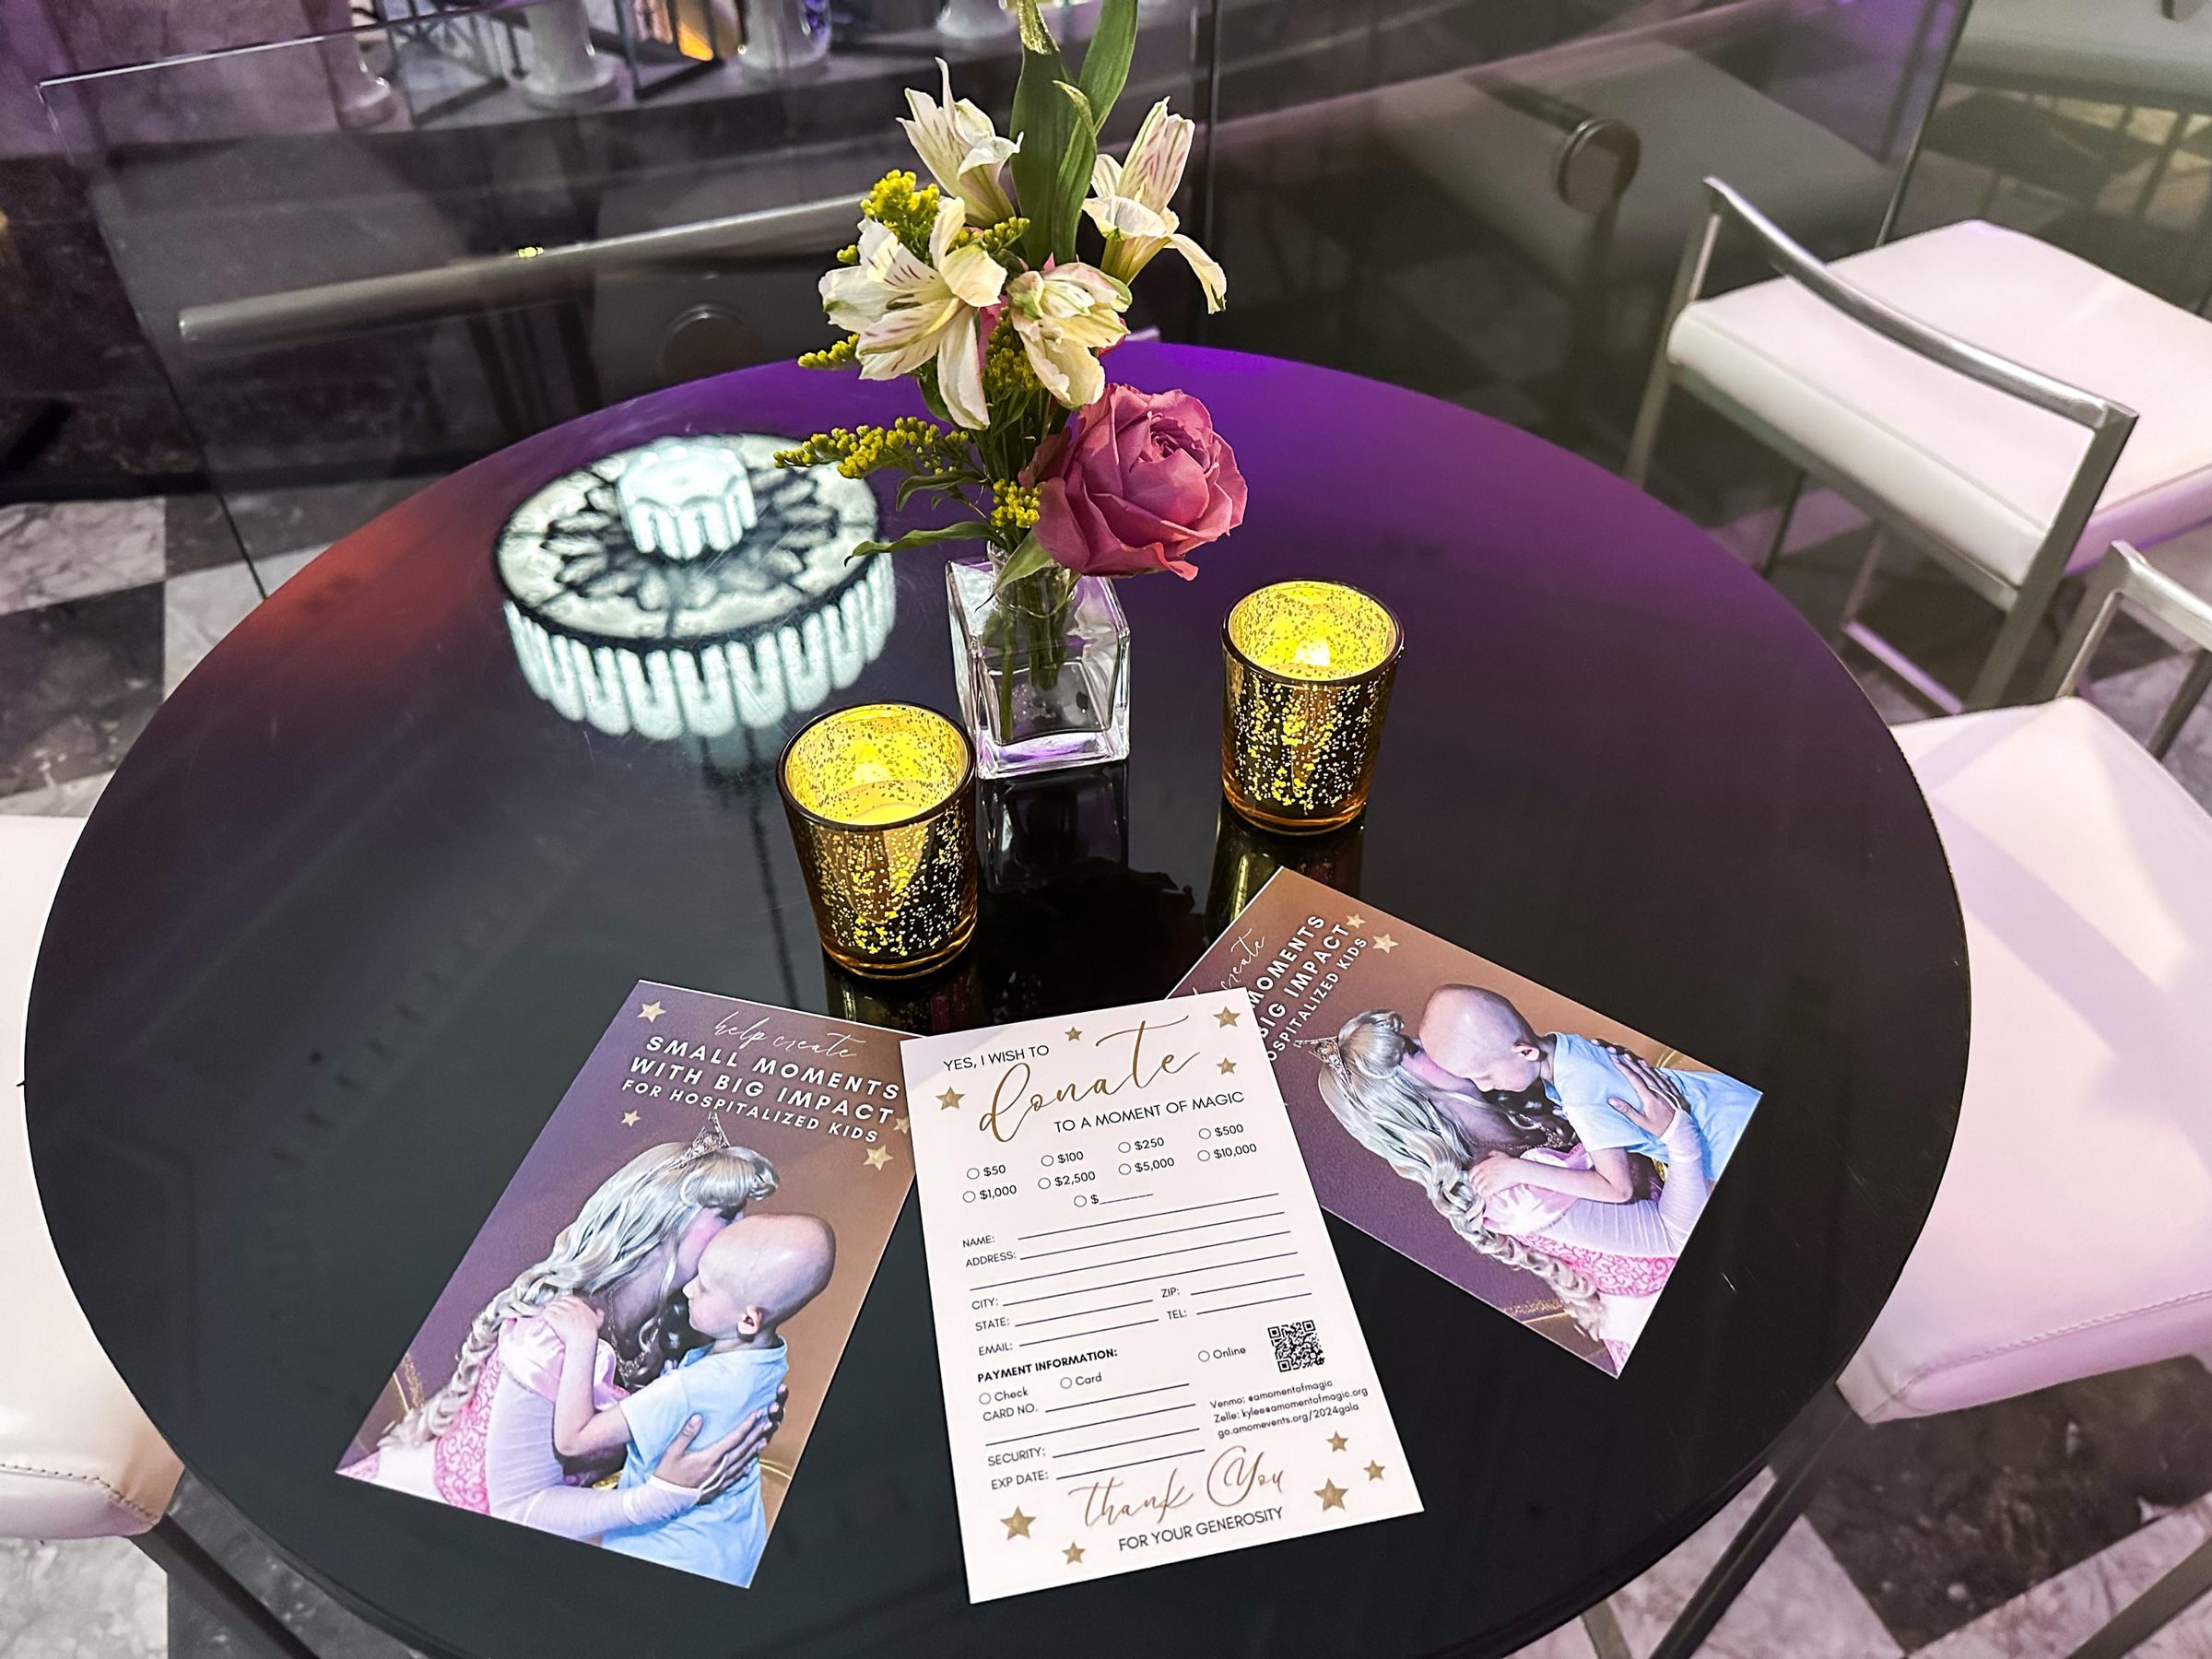 help create
SMALL MOMENTS
WITH BIG IMPACT
FOR HOSPITALIZED KIDS
YES, I WISH TO
donate
TO A MOMENT OF MAGIC
$50 $100 $250 $500
$1,000 $2,500 $5,000 $10,000
$______
NAME:
ADDRESS:
CITY: ZIP:
STATE: TEL:
EMAIL:
PAYMENT INFORMATION: Online
Check Card
CARD NO.
Venmo: @amomentofmagic
Zelle: kylee@amomentofmagic.org
go.amomevents.org/2024gala
SECURITY:
EXP DATE:
Thank You
FOR YOUR GENEROSITY
create
MOMENTS
BIG IMPACT
HOSPITALIZED KIDS